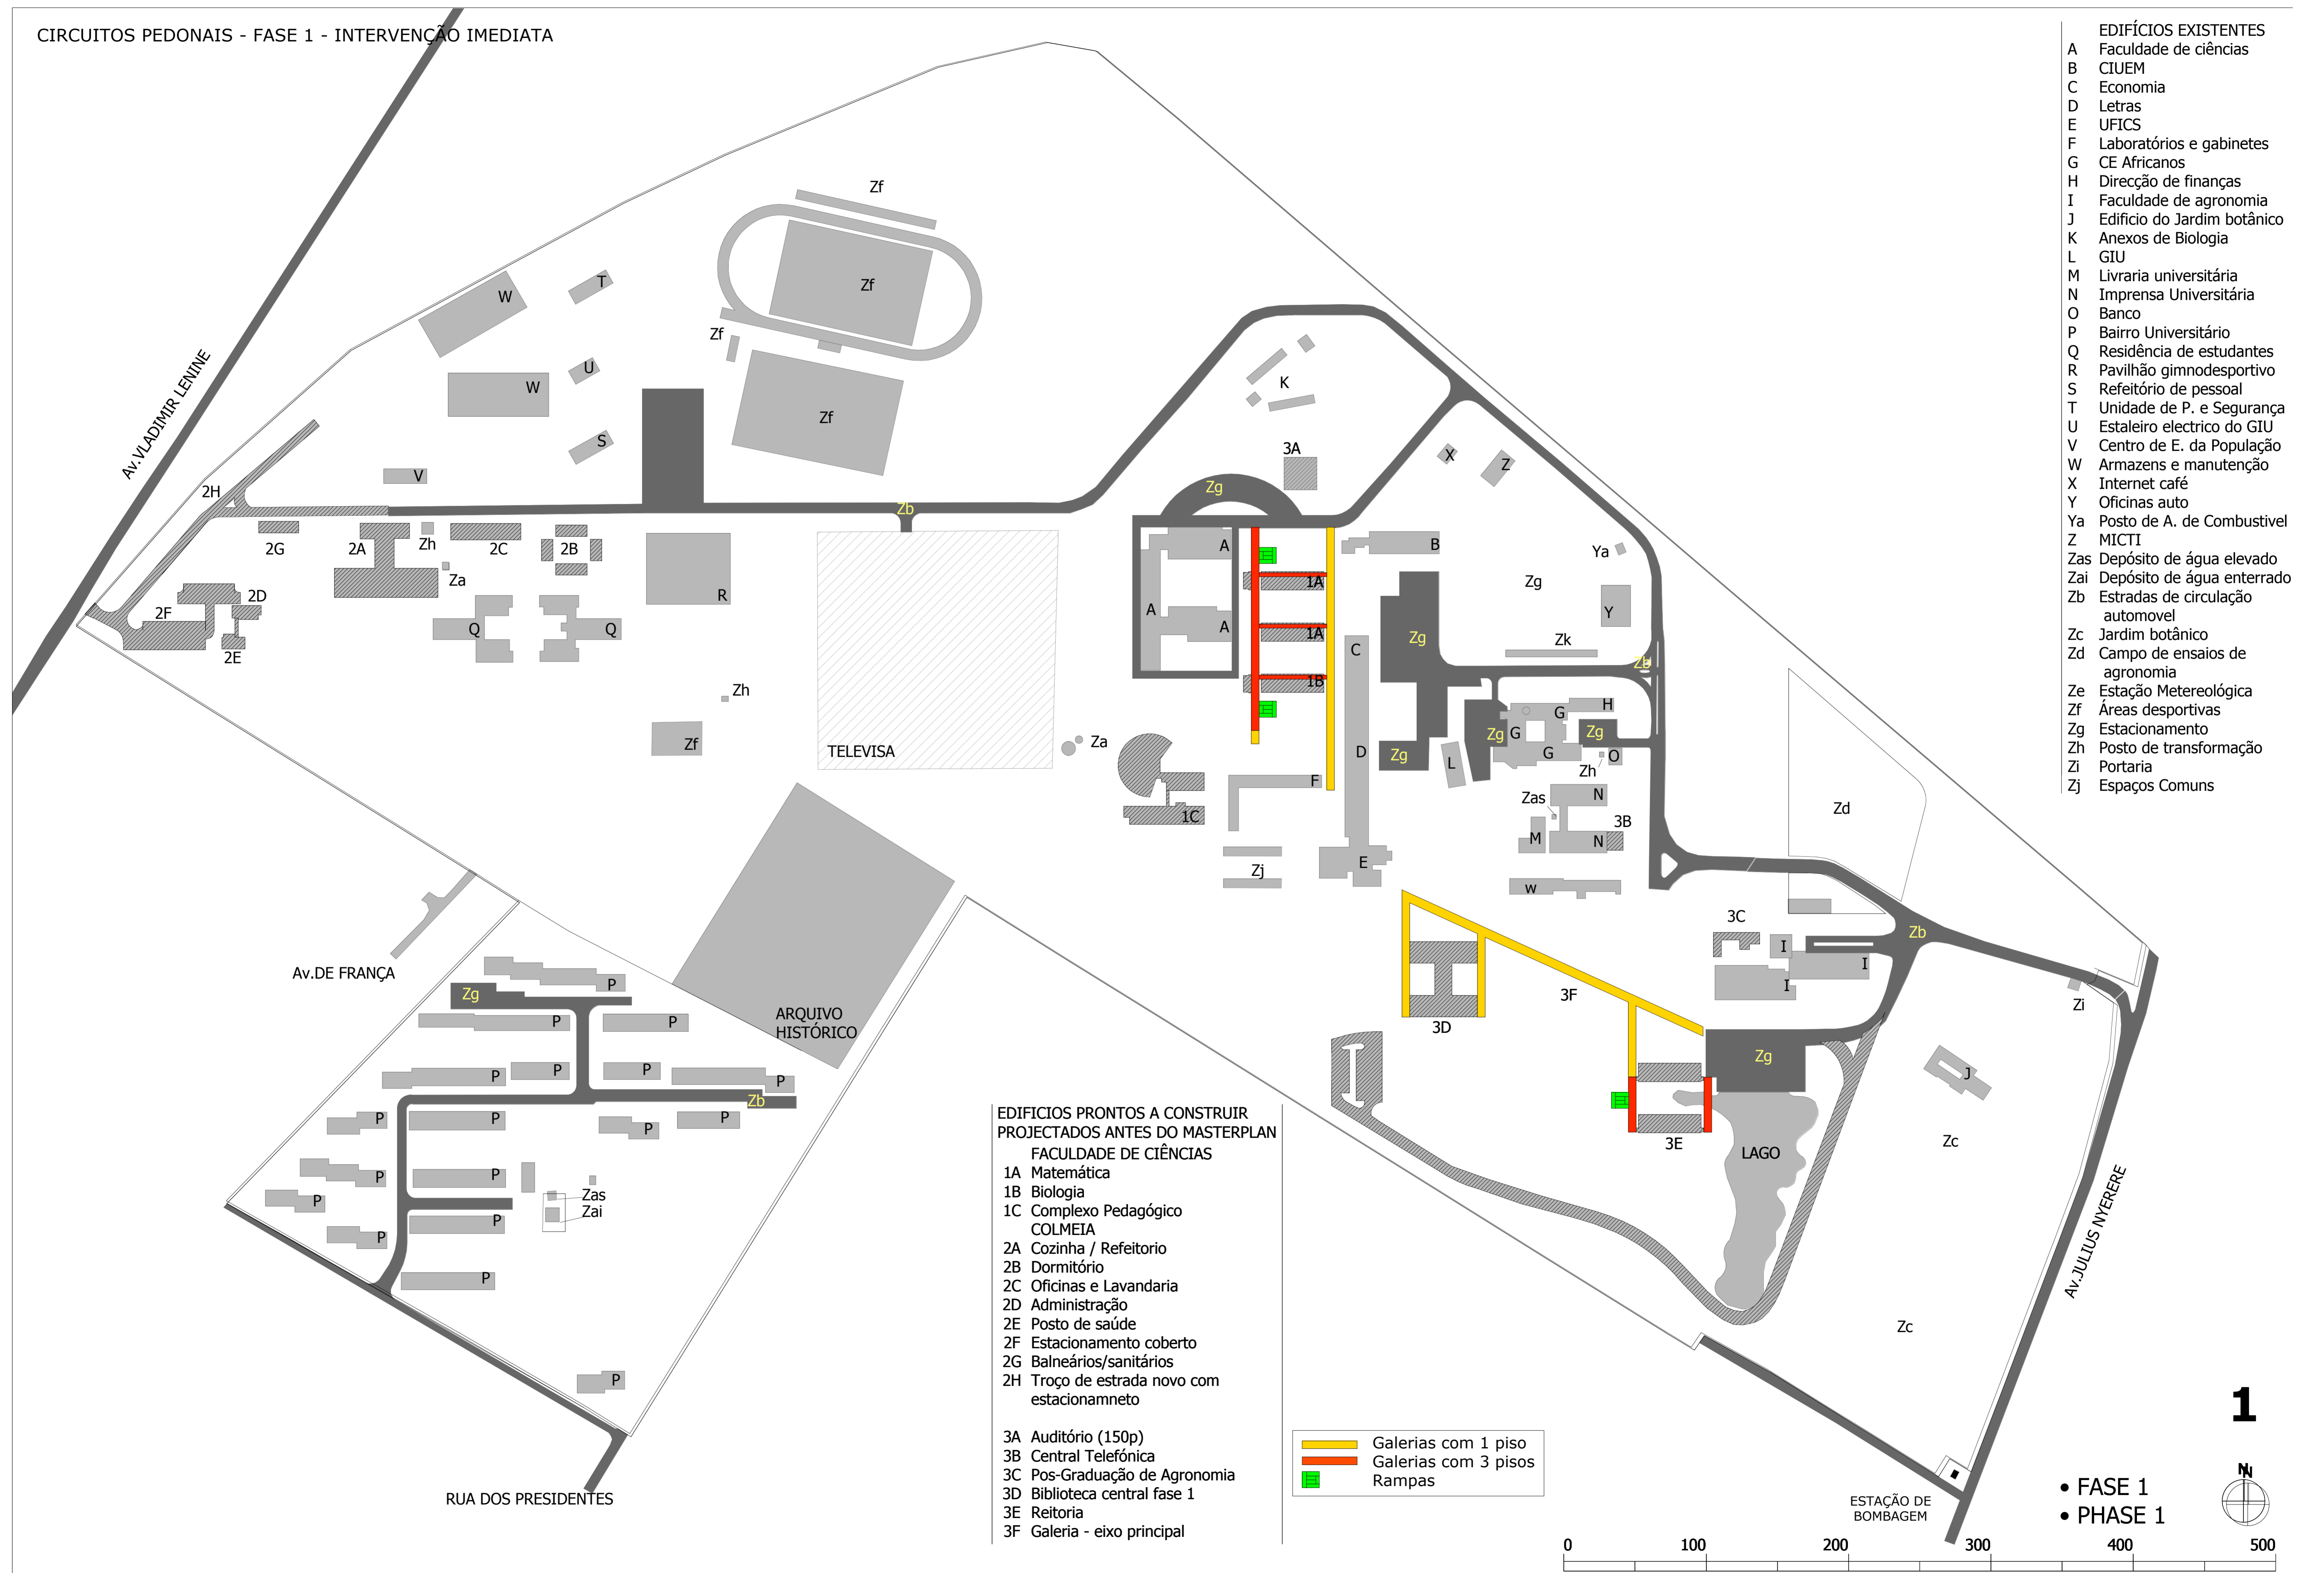 CIRCUITOS PEDONAIS - FASE 1 - INTERVENÇÃO IMEDIATA
EDIFÍCIOS EXISTENTES
A Faculdade de ciências
B CIUEM
C Economia
D Letras
E UFICS
F Laboratórios e gabinetes
G CE Africanos
H Direcção de finanças
I Faculdade de agronomia
J Edificio do Jardim botânico
K Anexos de Biologia
L GIU
M Livraria universitária
N Imprensa Universitária
O Banco
P Bairro Universitário
Q Residência de estudantes
R Pavilhão gimnodesportivo
S Refeitório de pessoal
T Unidade de P. e Segurança
U Estaleiro electrico do GIU
V Centro de E. da População
W Armazens e manutenção
X Internet café
Y Oficinas auto
Ya Posto de A. de Combustivel
Z MICTI
Zas Depósito de água elevado
Zai Depósito de água enterrado
Zb Estradas de circulação
automovel
Zc Jardim botânico
Zd Campo de ensaios de
agronomia
Ze Estação Metereológica
Zf Áreas desportivas
Zg Estacionamento
Zh Posto de transformação
Zi Portaria
Zj Espaços Comuns
Av.VLADIMIR LENINE
Zf
Zf
Zf
Zf
W
T
W
U
S
V
2H
2G
2A
Zh
2C
2B
Za
2F
2D
2E
Q
Q
R
Zh
Zf
Zb
TELEVISA
Za
K
3A
Zg
X
Z
A
A
A
1A
1A
1B
B
C
D
Zg
Zg
Ya
Zg
Y
Zk
Zb
H
G
G
G
Zg
Zg
O
Zh
L
F
1C
Zj
E
Zas
N
M
N
3B
w
Zd
3C
I
I
I
Zb
Zi
3D
3F
Zg
J
3E
LAGO
Zc
Zc
Av.JULIUS NYERERE
Av.DE FRANÇA
ARQUIVO
HISTÓRICO
Zg
P
P
P
P
P
P
P
P
Zb
P
P
P
P
P
P
P
P
P
P
P
P
Zas
Zai
RUA DOS PRESIDENTES
EDIFICIOS PRONTOS A CONSTRUIR
PROJECTADOS ANTES DO MASTERPLAN
FACULDADE DE CIÊNCIAS
1A Matemática
1B Biologia
1C Complexo Pedagógico
COLMEIA
2A Cozinha / Refeitorio
2B Dormitório
2C Oficinas e Lavandaria
2D Administração
2E Posto de saúde
2F Estacionamento coberto
2G Balneários/sanitários
2H Troço de estrada novo com
estacionamneto
3A Auditório (150p)
3B Central Telefónica
3C Pos-Graduação de Agronomia
3D Biblioteca central fase 1
3E Reitoria
3F Galeria - eixo principal
Galerias com 1 piso
Galerias com 3 pisos
Rampas
ESTAÇÃO DE
BOMBAGEM
1
N
N
• FASE 1
• PHASE 1
0 100 200 300 400 500